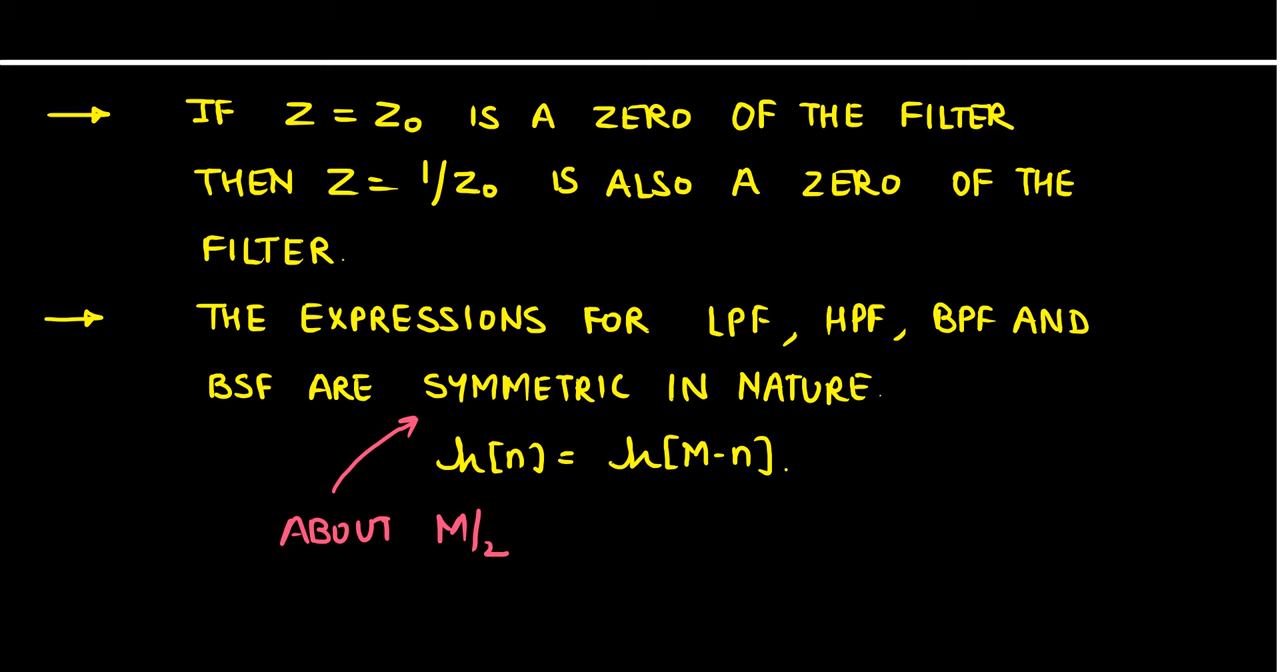 → IF Z = Z₀ IS A ZERO OF THE FILTER
THEN Z = 1/Z₀ IS ALSO A ZERO OF THE
FILTER.
→ THE EXPRESSIONS FOR LPF, HPF, BPF AND
BSF ARE SYMMETRIC IN NATURE.
h[n] = h[M-n].
ABOUT M/2